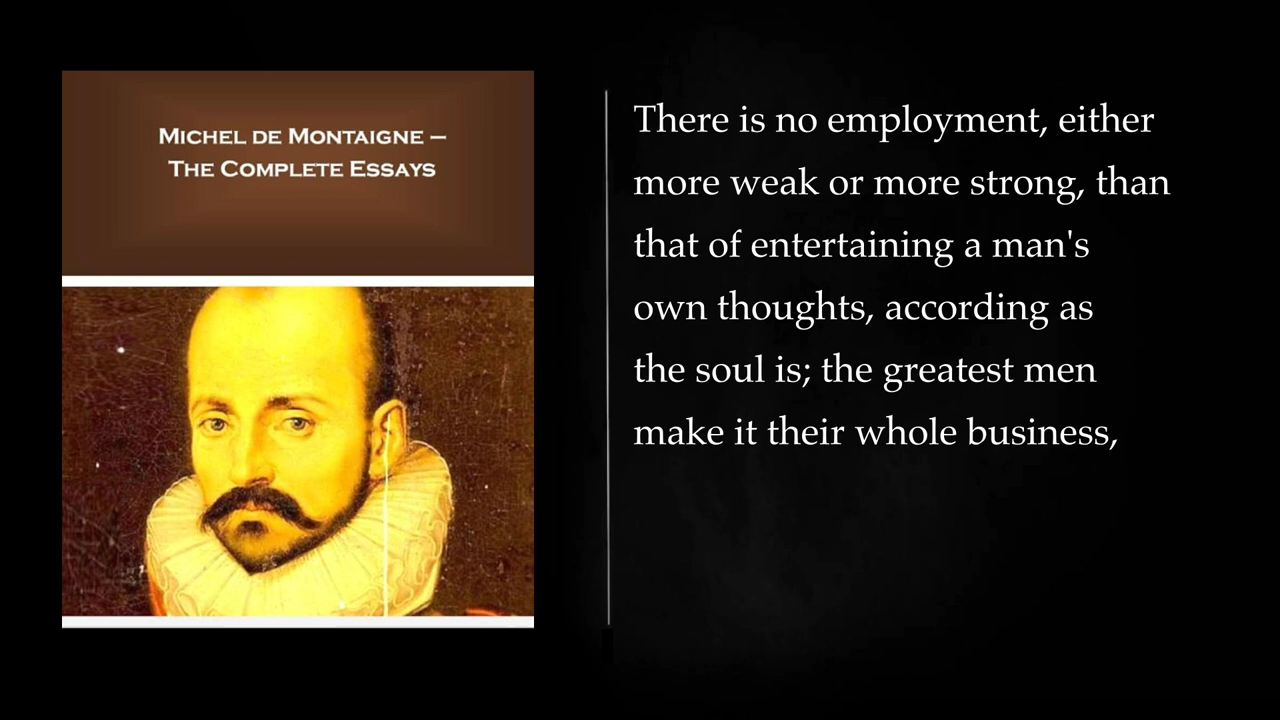 MICHEL DE MONTAIGNE –
THE COMPLETE ESSAYS
There is no employment, either
more weak or more strong, than
that of entertaining a man's
own thoughts, according as
the soul is; the greatest men
make it their whole business,